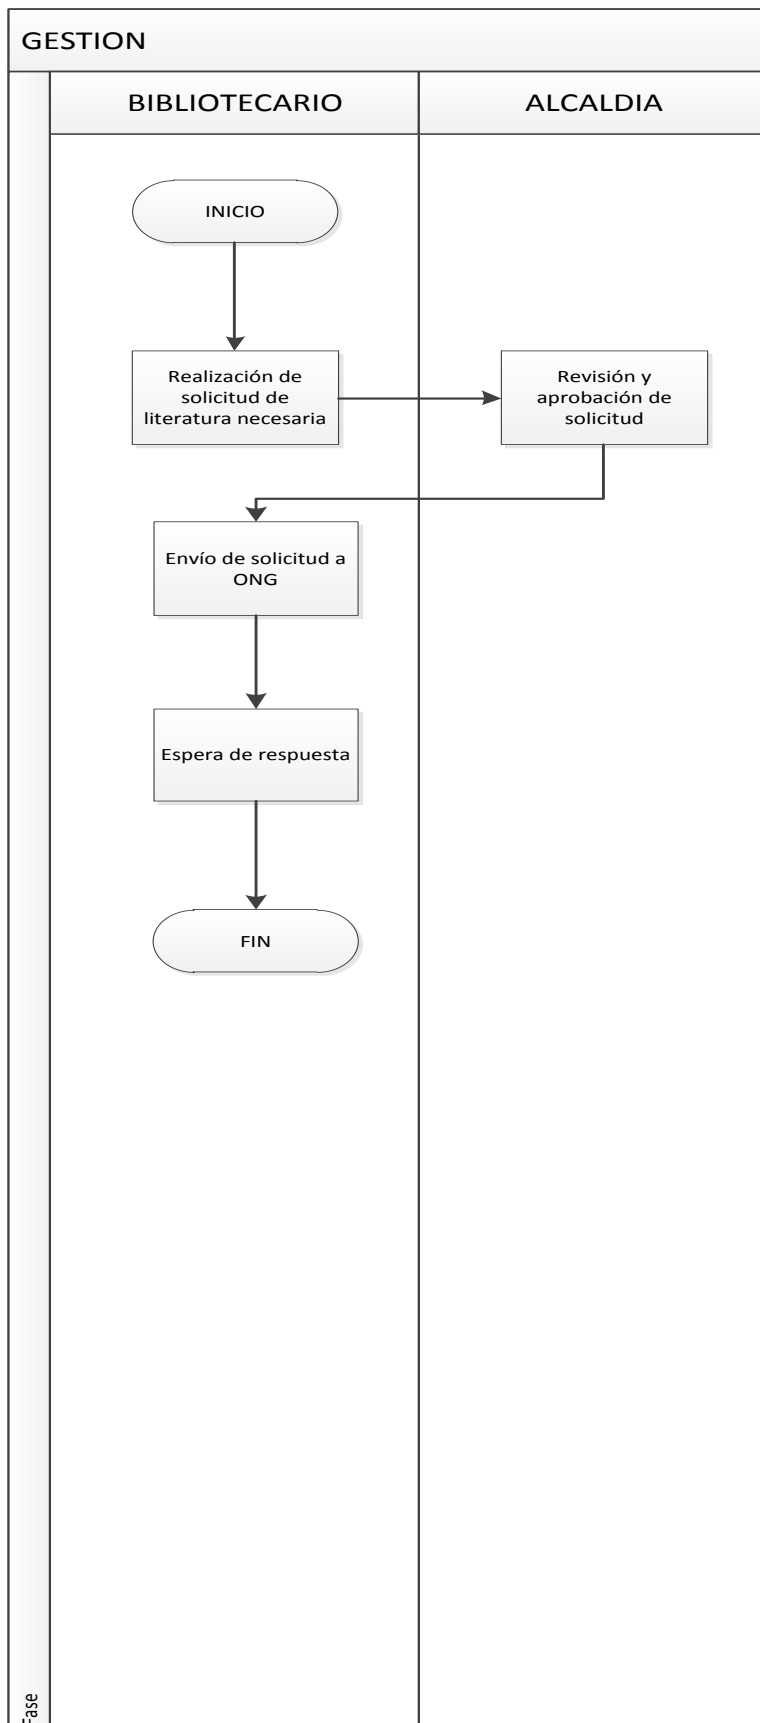 GESTION
BIBLIOTECARIO
ALCALDIA
INICIO
Realización de
solicitud de
literatura necesaria
Revisión y
aprobación de
solicitud
Envío de solicitud a
ONG
Espera de respuesta
FIN
Fase